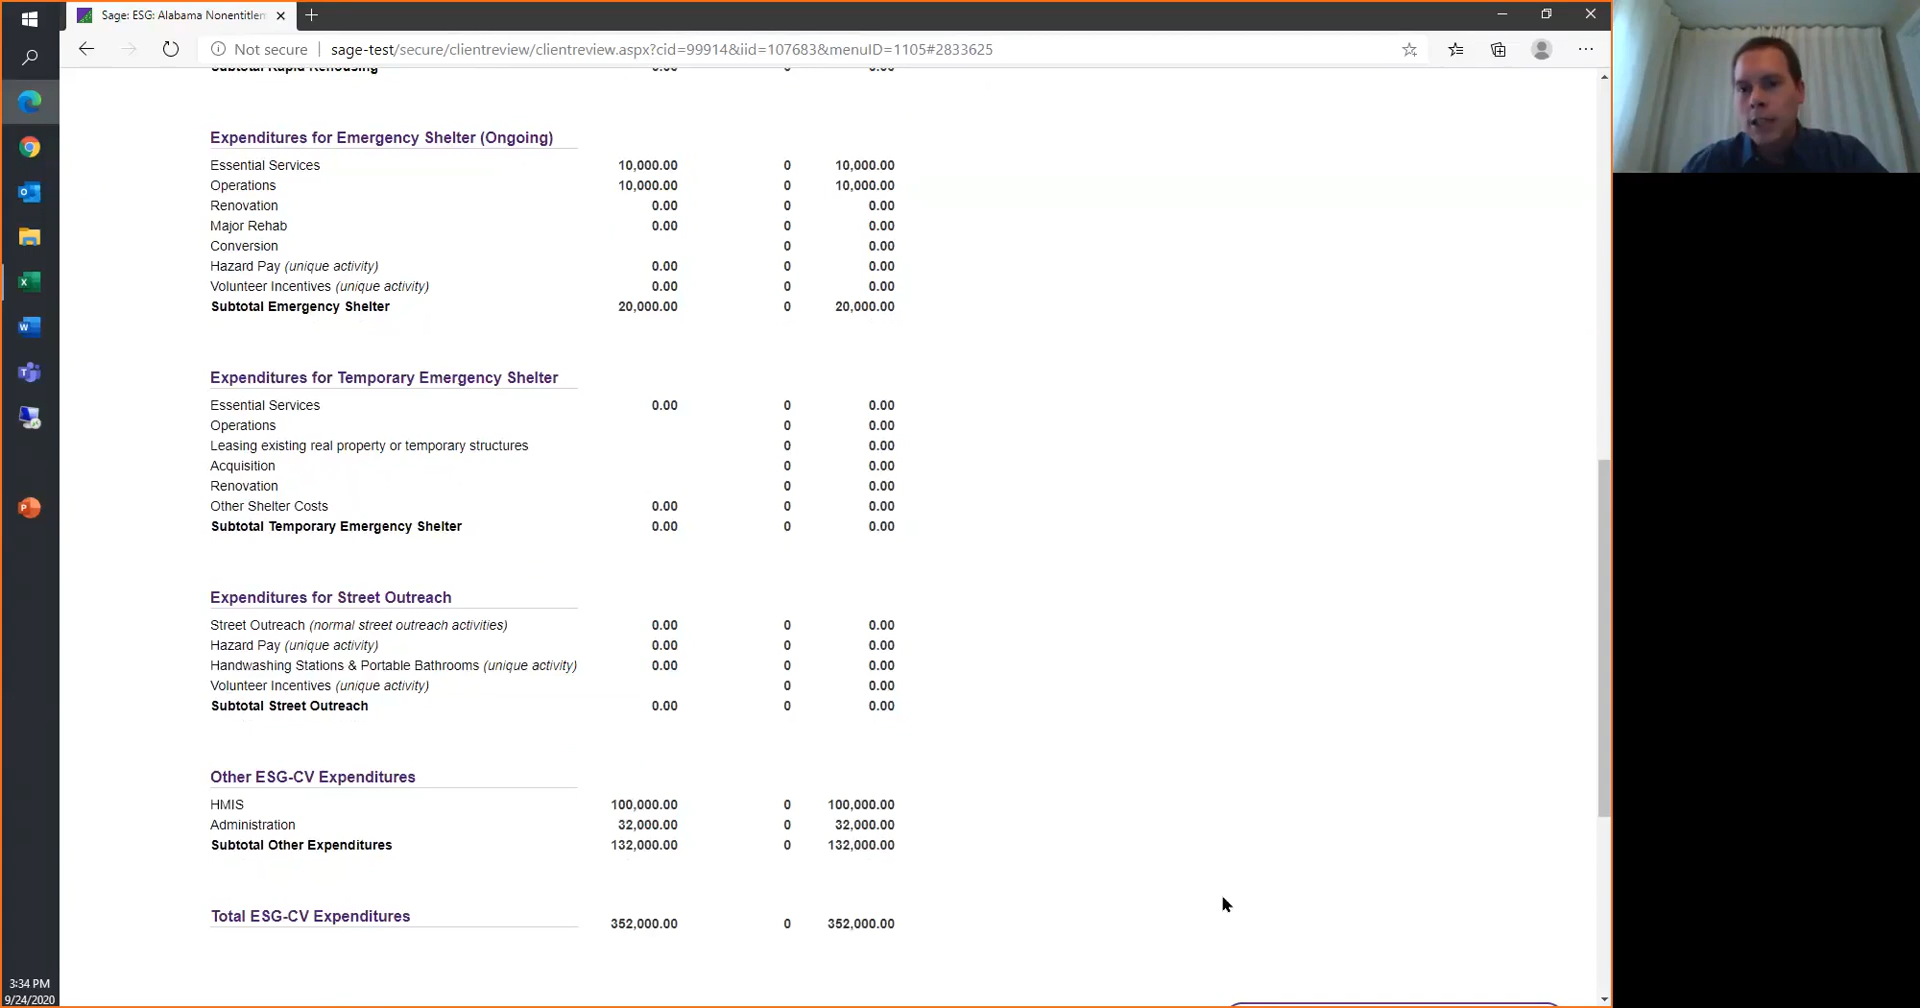 Sage: ESG: Alabama Nonentitlem
Not secure | sage-test/secure/clientreview/clientreview.aspx?cid=99914&iid=107683&menuID=1105#2833625
Subtotal Rapid Rehousing 0.00 0 0.00
Expenditures for Emergency Shelter (Ongoing)
Essential Services 10,000.00 0 10,000.00
Operations 10,000.00 0 10,000.00
Renovation 0.00 0 0.00
Major Rehab 0.00 0 0.00
Conversion 0 0.00
Hazard Pay (unique activity) 0.00 0 0.00
Volunteer Incentives (unique activity) 0.00 0 0.00
Subtotal Emergency Shelter 20,000.00 0 20,000.00
Expenditures for Temporary Emergency Shelter
Essential Services 0.00 0 0.00
Operations 0 0.00
Leasing existing real property or temporary structures 0 0.00
Acquisition 0 0.00
Renovation 0 0.00
Other Shelter Costs 0.00 0 0.00
Subtotal Temporary Emergency Shelter 0.00 0 0.00
Expenditures for Street Outreach
Street Outreach (normal street outreach activities) 0.00 0 0.00
Hazard Pay (unique activity) 0.00 0 0.00
Handwashing Stations & Portable Bathrooms (unique activity) 0.00 0 0.00
Volunteer Incentives (unique activity) 0 0.00
Subtotal Street Outreach 0.00 0 0.00
Other ESG-CV Expenditures
HMIS 100,000.00 0 100,000.00
Administration 32,000.00 0 32,000.00
Subtotal Other Expenditures 132,000.00 0 132,000.00
Total ESG-CV Expenditures 352,000.00 0 352,000.00
3:34 PM
9/24/2020